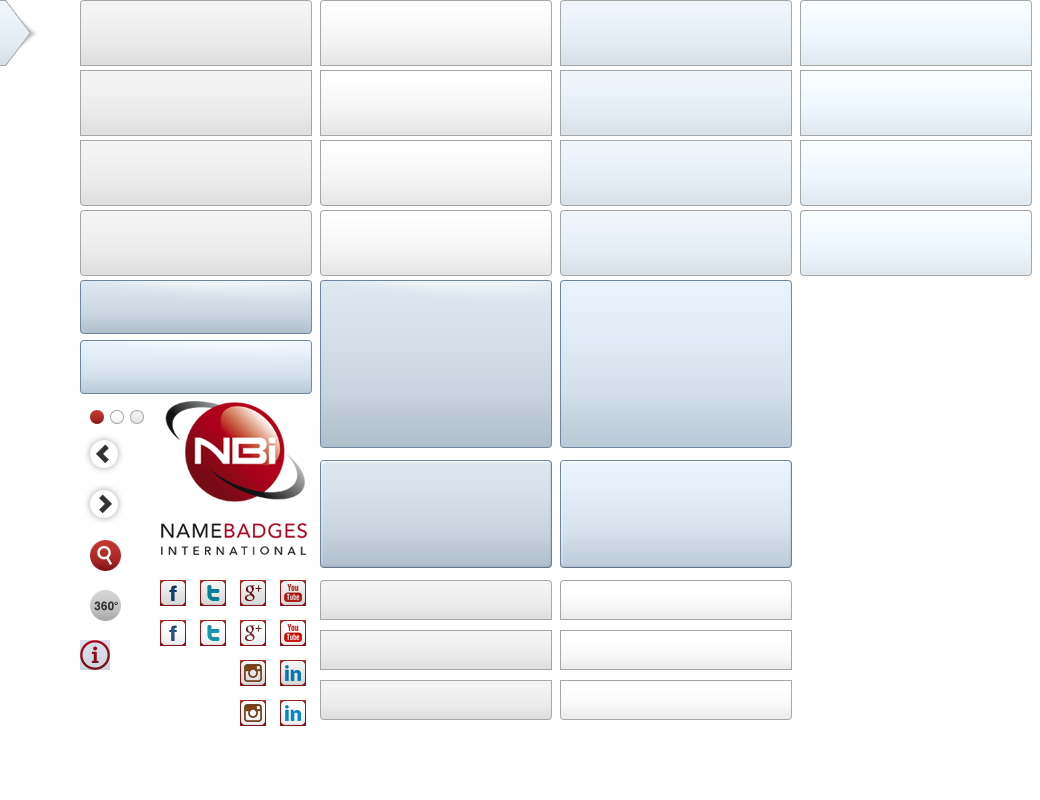 NBi
NAMEBADGES
INTERNATIONAL
360°
f t g+ You Tube
f t g+ You Tube
i
in
in